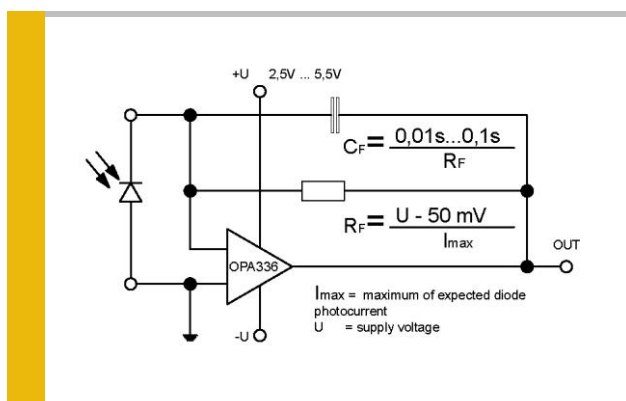 +U 2,5V ... 5,5V
CF= 0,01s...0,1s
RF
RF= U - 50 mV
Imax
OPA336
OUT
Imax = maximum of expected diode
photocurrent
U = supply voltage
-U